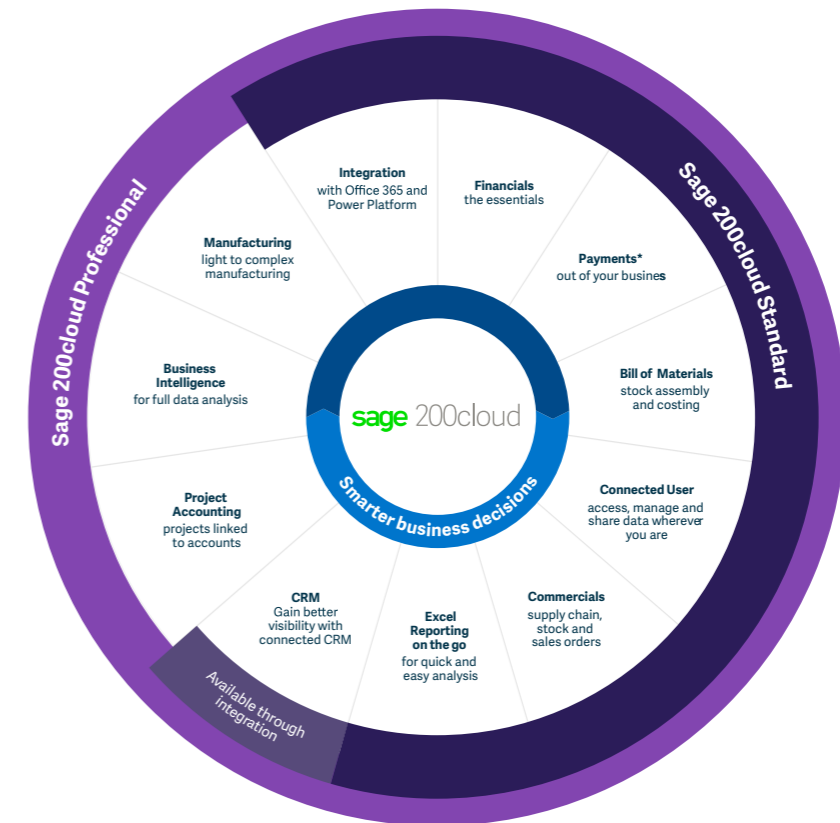 Sage 200cloud Professional
Sage 200cloud Standard
Integration
with Office 365 and
Power Platform
Financials
the essentials
Payments*
out of your busines
Bill of Materials
stock assembly
and costing
Connected User
access, manage and
share data wherever
you are
Commercials
supply chain,
stock and
sales orders
Excel
Reporting
on the go
for quick and
easy analysis
CRM
Gain better
visibility with
connected CRM
Available through
integration
Project
Accounting
projects linked
to accounts
Business
Intelligence
for full data analysis
Manufacturing
light to complex
manufacturing
sage 200cloud
Smarter business decisions